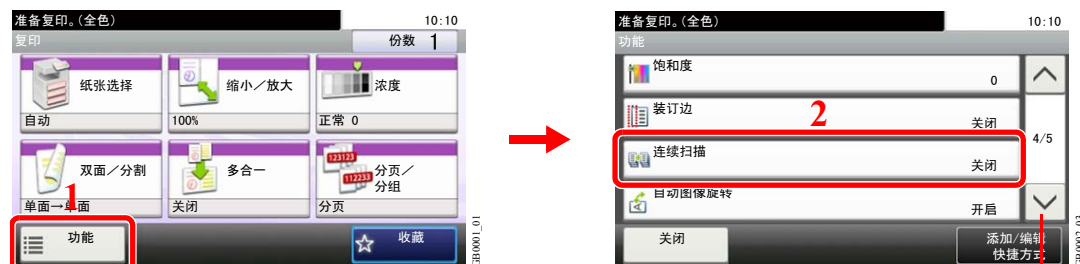 准备复印。(全色)
10:10
复印
份数 1
纸张选择
自动
缩小／放大
100%
浓度
正常 0
双面／分割
1
单面→单面
多合一
关闭
123123
112233
分页／
分组
分页
功能
收藏
GB0001_01
准备复印。(全色)
10:10
功能
饱和度
0
装订边
2
关闭
4/5
连续扫描
关闭
自动图像旋转
开启
关闭
添加/编辑
快捷方式
GB0002_03